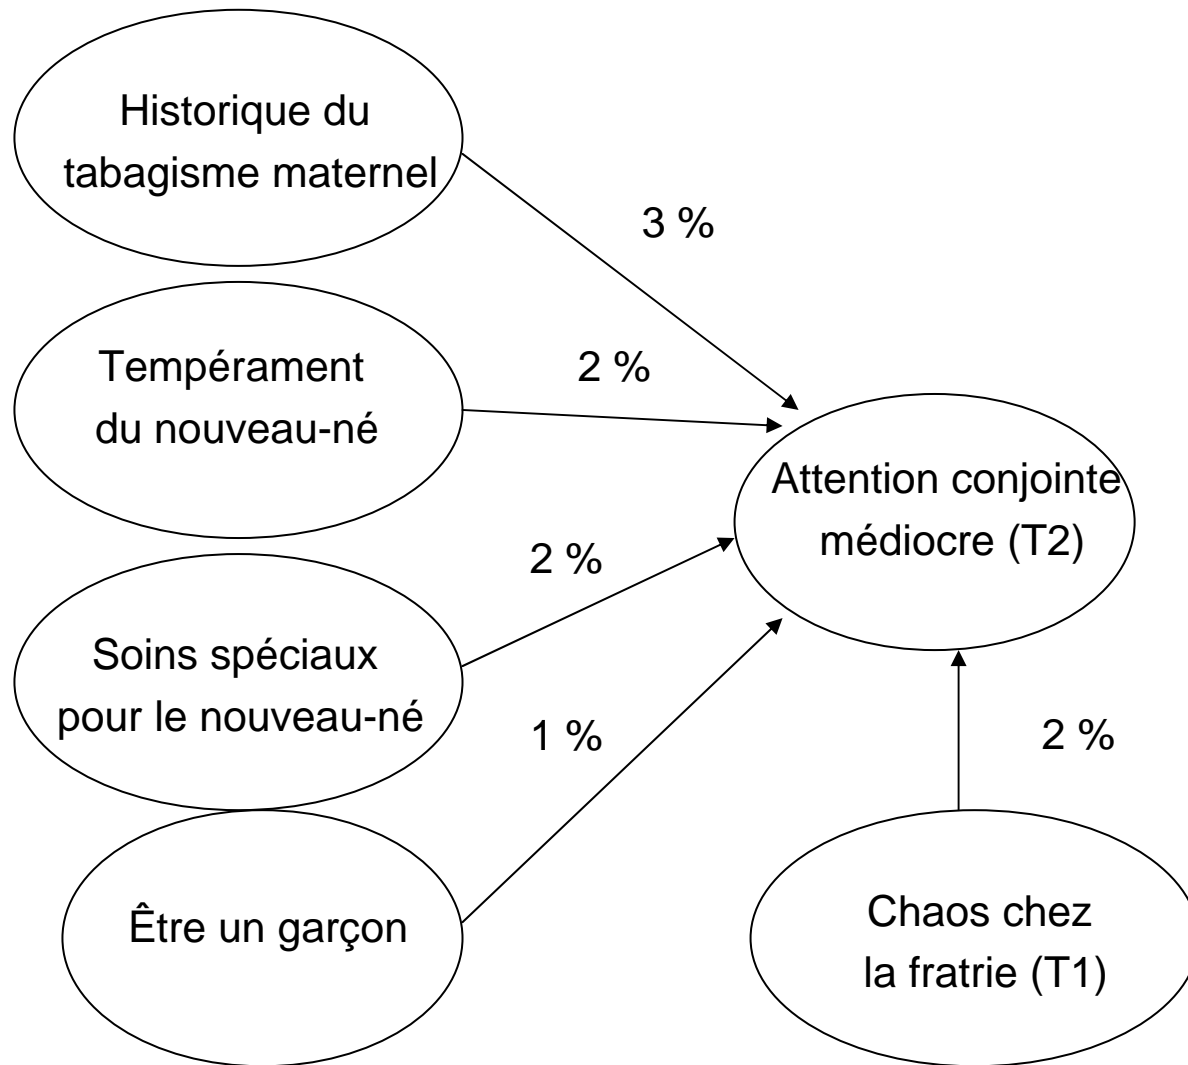 Historique du
tabagisme maternel
3 %
Tempérament
du nouveau-né
2 %
Attention conjointe
médiocre (T2)
2 %
Soins spéciaux
pour le nouveau-né
1 %
2 %
Être un garçon
Chaos chez
la fratrie (T1)